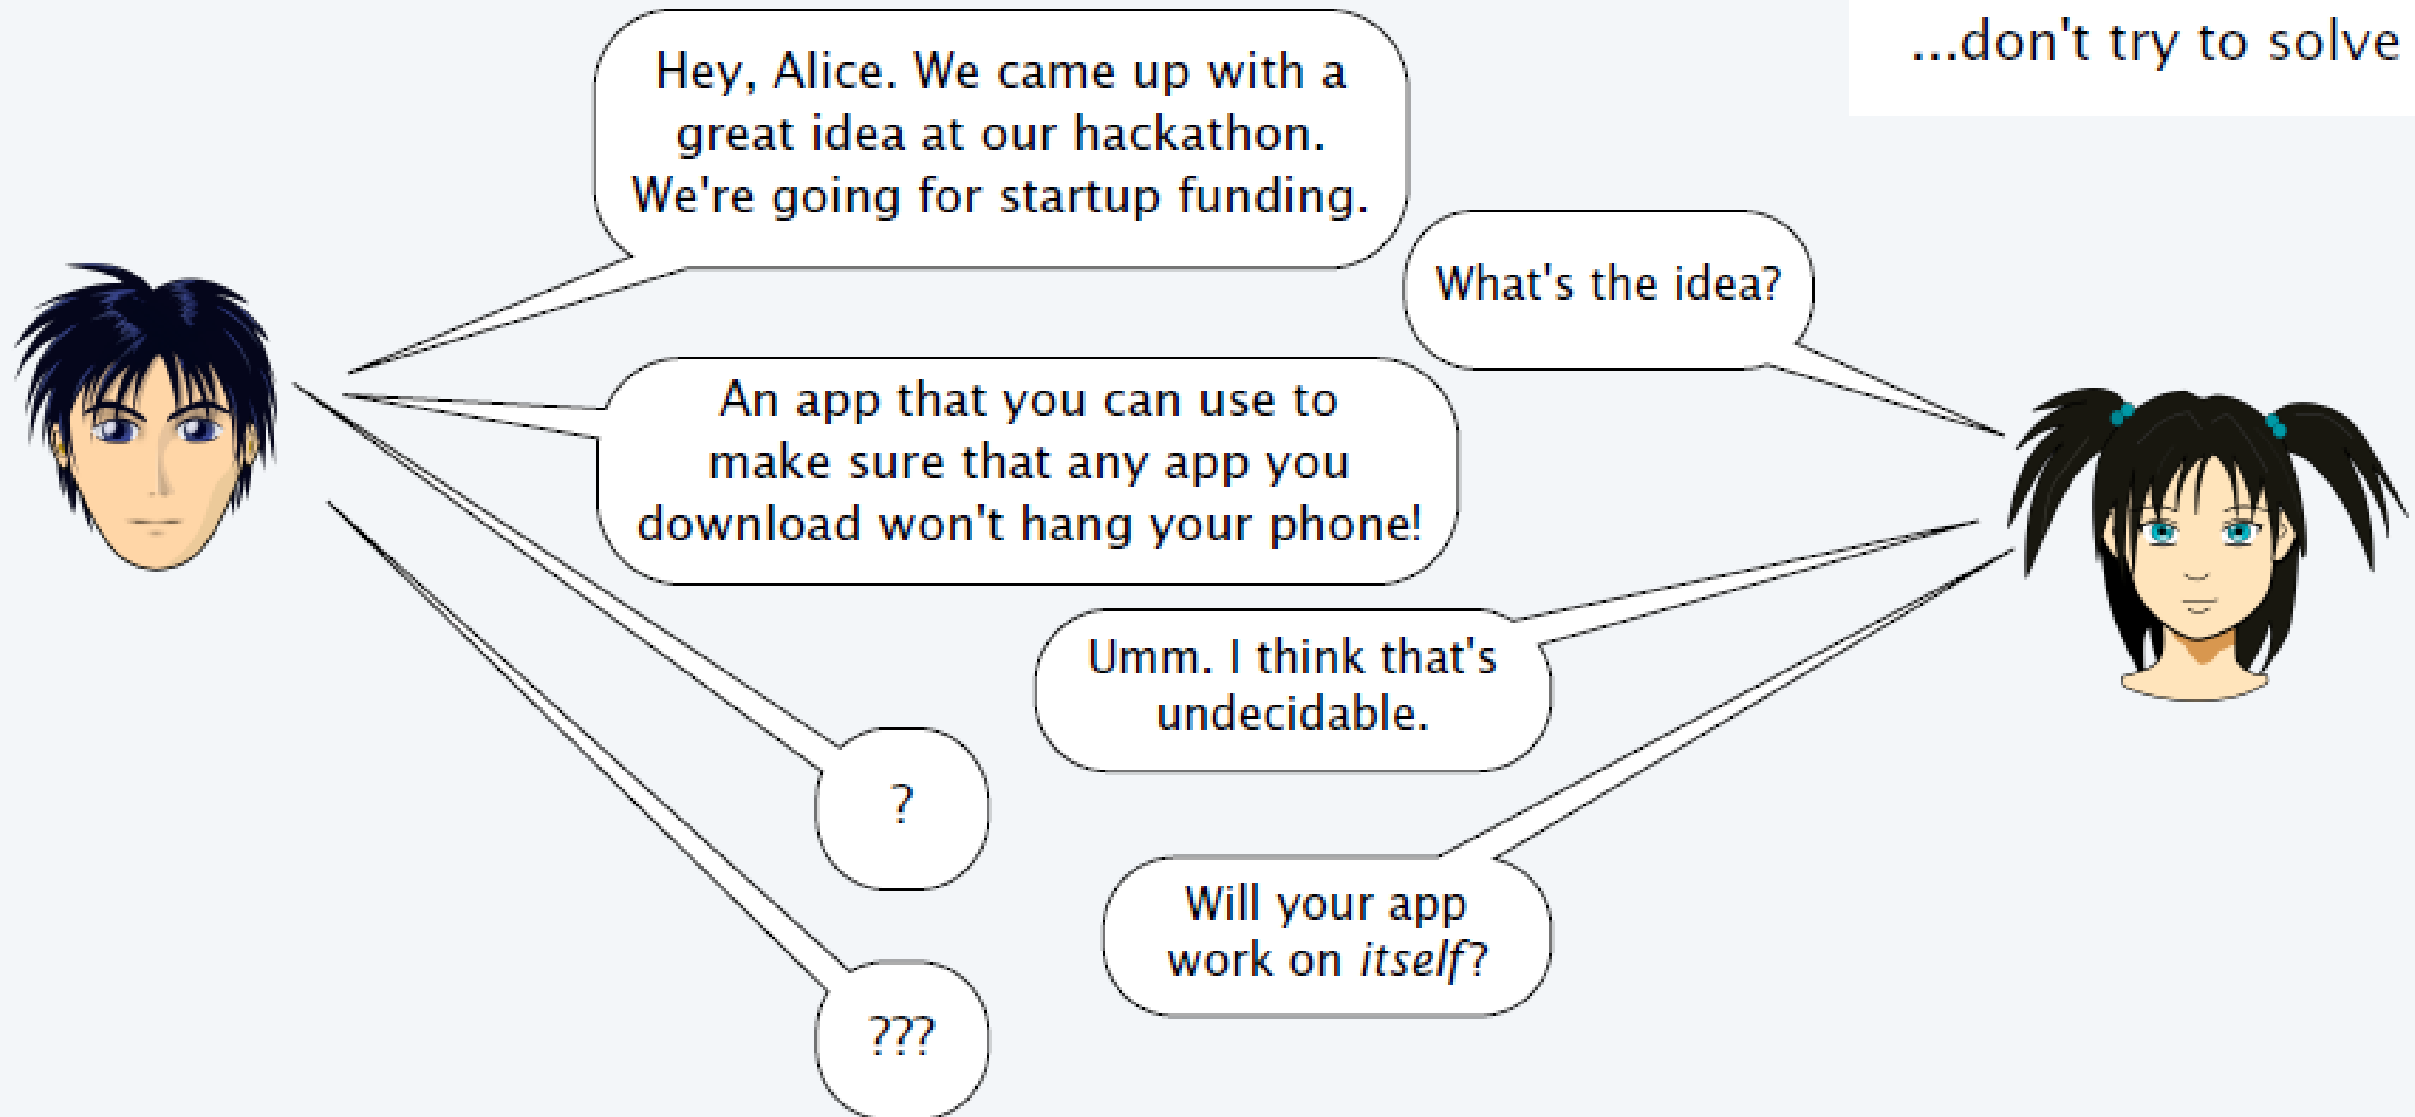 ...don't try to solve
Hey, Alice. We came up with a
great idea at our hackathon.
We're going for startup funding.
What's the idea?
An app that you can use to
make sure that any app you
download won't hang your phone!
Umm. I think that's
undecidable.
?
Will your app
work on itself?
???